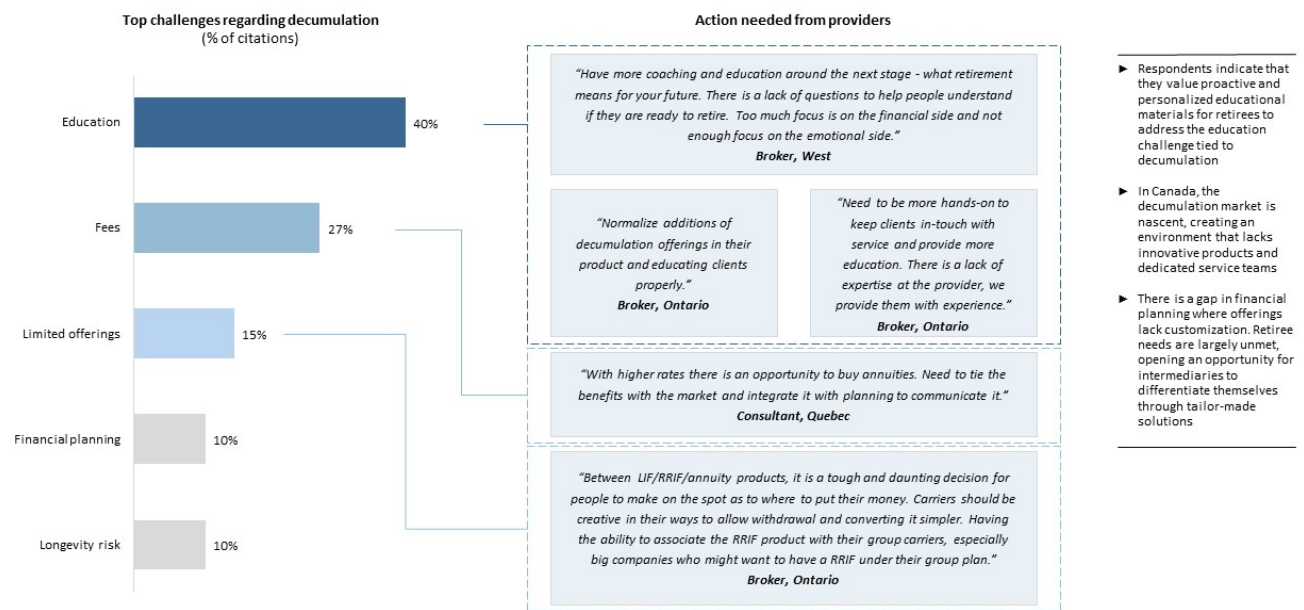 Top challenges regarding decumulation
(% of citations)
Education
40%
Fees
27%
Limited offerings
15%
Financial planning
10%
Longevity risk
10%
Action needed from providers
“Have more coaching and education around the next stage - what retirement
means for your future. There is a lack of questions to help people understand
if they are ready to retire. Too much focus is on the financial side and not
enough focus on the emotional side.”
Broker, West
“Normalize additions of
decumulation offerings in their
product and educating clients
properly.”
Broker, Ontario
“Need to be more hands-on to
keep clients in-touch with
service and provide more
education. There is a lack of
expertise at the provider, we
provide them with experience.”
Broker, Ontario
“With higher rates there is an opportunity to buy annuities. Need to tie the
benefits with the market and integrate it with planning to communicate it.”
Consultant, Quebec
“Between LIF/RRIF/annuity products, it is a tough and daunting decision for
people to make on the spot as to where to put their money. Carriers should be
creative in their ways to allow withdrawal and converting it simpler. Having
the ability to associate the RRIF product with their group carriers, especially
big companies who might want to have a RRIF under their group plan.”
Broker, Ontario
► Respondents indicate that
they value proactive and
personalized educational
materials for retirees to
address the education
challenge tied to
decumulation
► In Canada, the
decumulation market is
nascent, creating an
environment that lacks
innovative products and
dedicated service teams
► There is a gap in financial
planning where offerings
lack customization. Retiree
needs are largely unmet,
opening an opportunity for
intermediaries to
differentiate themselves
through tailor-made
solutions